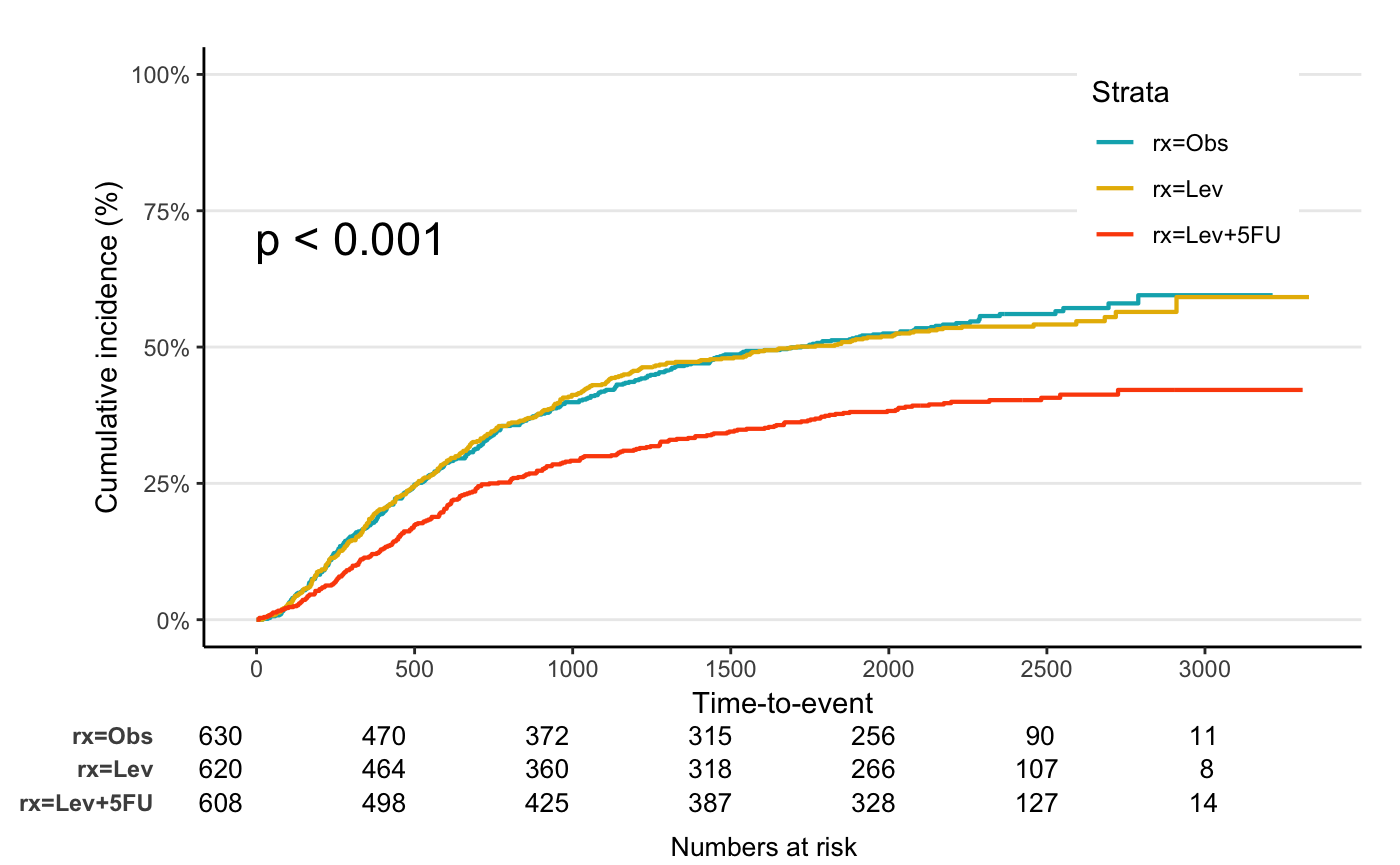 100%
75%
50%
25%
0%
Cumulative incidence (%)
p < 0.001
Strata
rx=Obs
rx=Lev
rx=Lev+5FU
0 500 1000 1500 2000 2500 3000
Time-to-event
rx=Obs 630 470 372 315 256 90 11
rx=Lev 620 464 360 318 266 107 8
rx=Lev+5FU 608 498 425 387 328 127 14
Numbers at risk